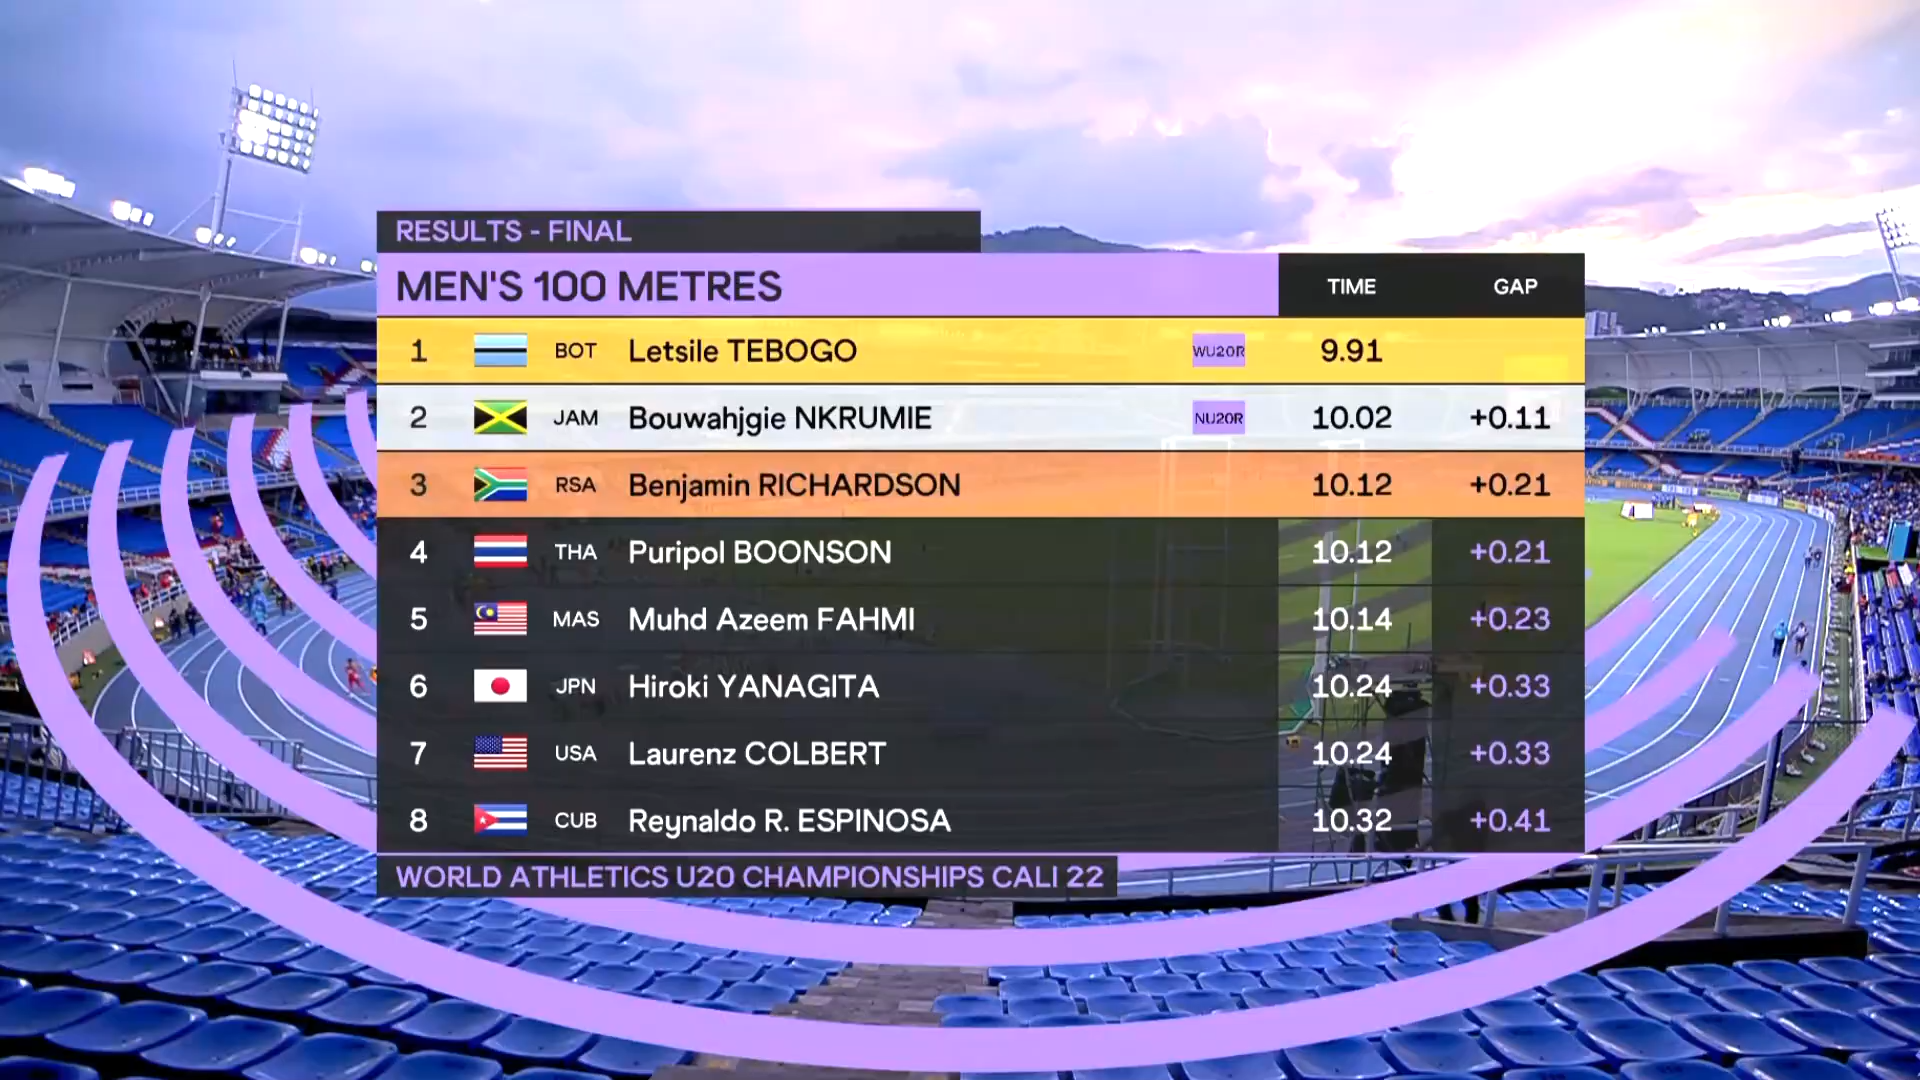 RESULTS - FINAL
MEN'S 100 METRES TIME GAP
1 BOT Letsile TEBOGO WU20R 9.91
2 JAM Bouwahjgie NKRUMIE NU20R 10.02 +0.11
3 RSA Benjamin RICHARDSON 10.12 +0.21
4 THA Puripol BOONSON 10.12 +0.21
5 MAS Muhd Azeem FAHMI 10.14 +0.23
6 JPN Hiroki YANAGITA 10.24 +0.33
7 USA Laurenz COLBERT 10.24 +0.33
8 CUB Reynaldo R. ESPINOSA 10.32 +0.41
WORLD ATHLETICS U20 CHAMPIONSHIPS CALI 22